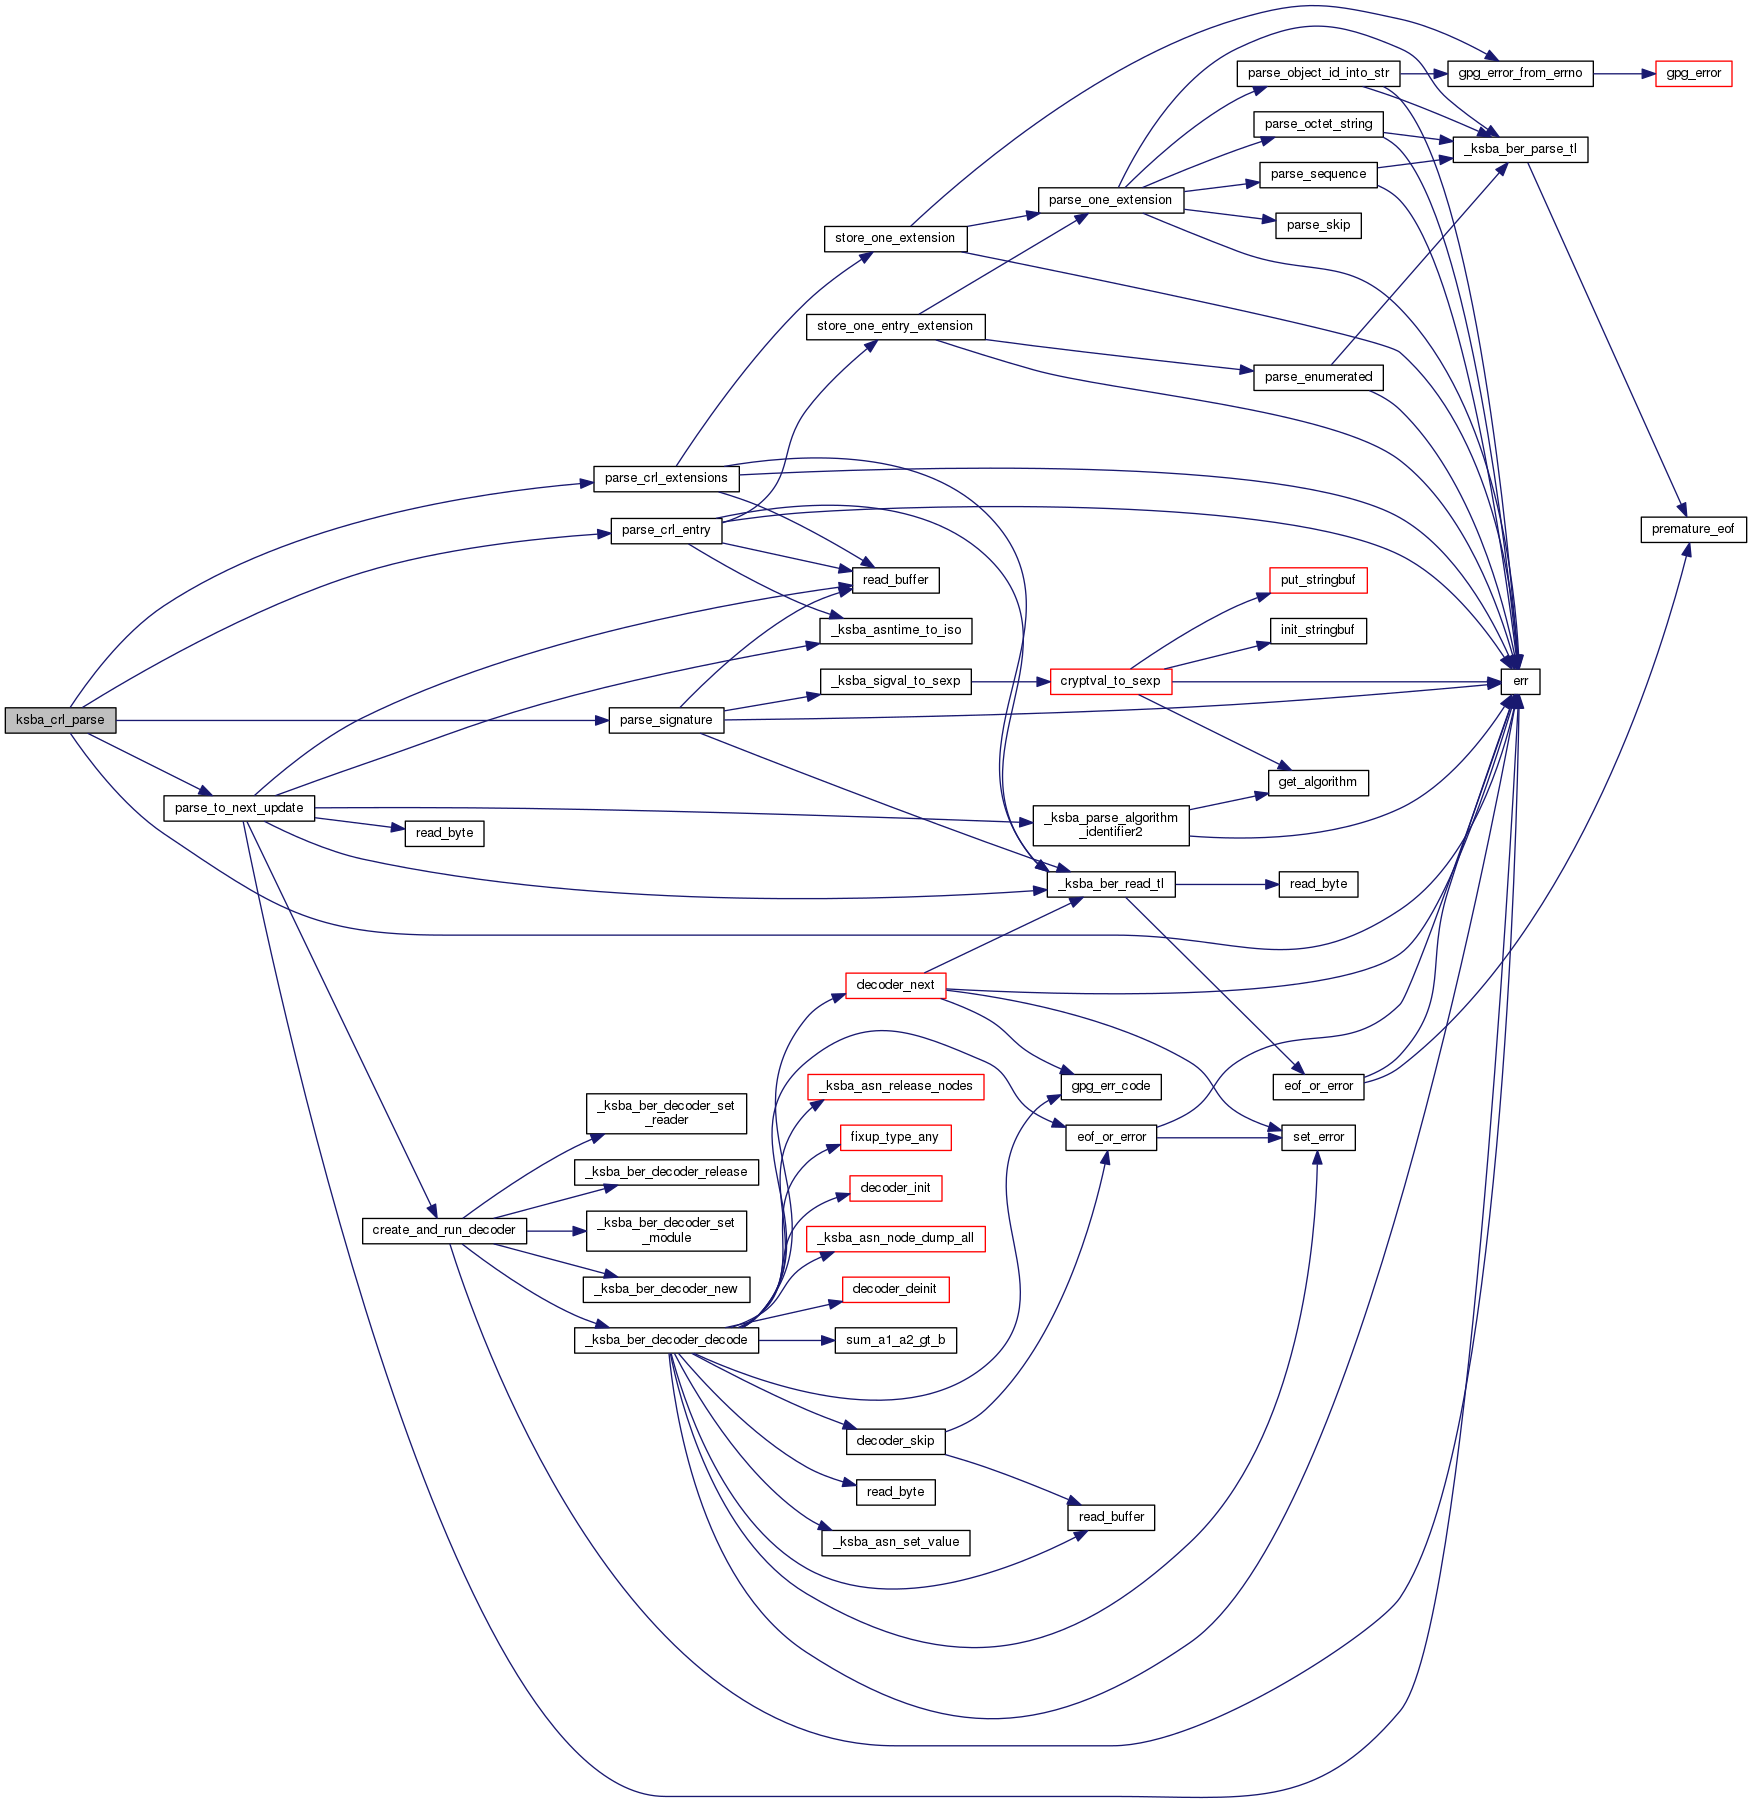 gpg_error_from_errno
gpg_error
parse_object_id_into_str
parse_octet_string
_ksba_ber_parse_tl
parse_sequence
parse_one_extension
parse_skip
store_one_extension
store_one_entry_extension
parse_enumerated
parse_crl_extensions
parse_crl_entry
premature_eof
read_buffer
put_stringbuf
_ksba_asntime_to_iso
init_stringbuf
_ksba_sigval_to_sexp
cryptval_to_sexp
err
ksba_crl_parse
parse_signature
get_algorithm
parse_to_next_update
read_byte
_ksba_parse_algorithm
_identifier2
_ksba_ber_read_tl
read_byte
decoder_next
_ksba_asn_release_nodes
gpg_err_code
eof_or_error
_ksba_ber_decoder_set
_reader
fixup_type_any
eof_or_error
set_error
_ksba_ber_decoder_release
decoder_init
create_and_run_decoder
_ksba_ber_decoder_set
_module
_ksba_asn_node_dump_all
_ksba_ber_decoder_new
decoder_deinit
_ksba_ber_decoder_decode
sum_a1_a2_gt_b
decoder_skip
read_byte
read_buffer
_ksba_asn_set_value